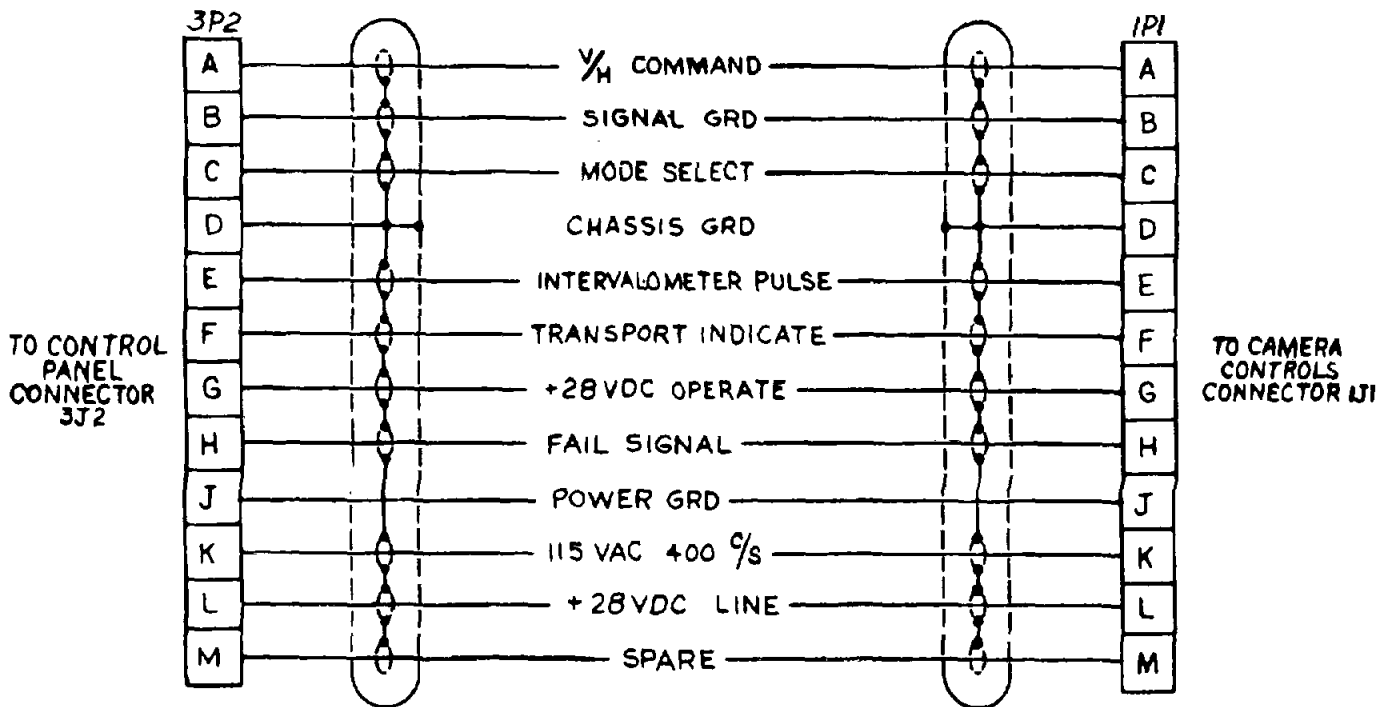 3P2
1P1
A V/H COMMAND A
B SIGNAL GRD B
C MODE SELECT C
D CHASSIS GRD D
E INTERVALOMETER PULSE E
F TRANSPORT INDICATE F
G +28VDC OPERATE G
H FAIL SIGNAL H
J POWER GRD J
K 115 VAC 400 C/S K
L +28VDC LINE L
M SPARE M
TO CONTROL
PANEL
CONNECTOR
3J2
TO CAMERA
CONTROLS
CONNECTOR 1J1